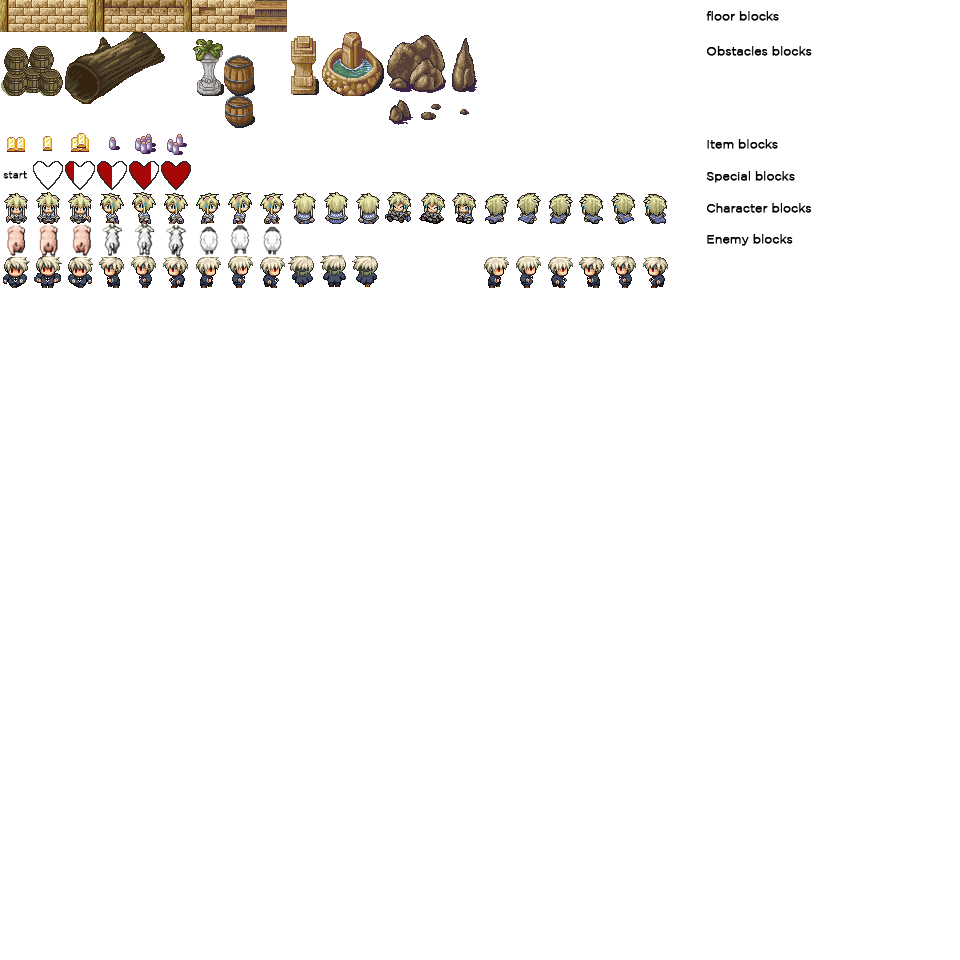 floor blocks
Obstacles blocks
Item blocks
start
Special blocks
Character blocks
Enemy blocks